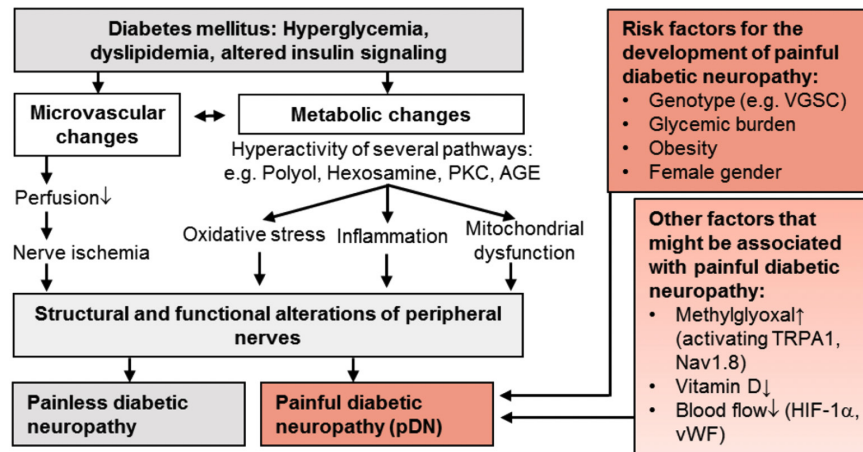 Diabetes mellitus: Hyperglycemia,
dyslipidemia, altered insulin signaling
Microvascular
changes
Metabolic changes
Hyperactivity of several pathways:
e.g. Polyol, Hexosamine, PKC, AGE
Perfusion↓
Nerve ischemia
Oxidative stress
Inflammation
Mitochondrial
dysfunction
Structural and functional alterations of peripheral
nerves
Painless diabetic
neuropathy
Painful diabetic
neuropathy (pDN)
Risk factors for the
development of painful
diabetic neuropathy:
• Genotype (e.g. VGSC)
• Glycemic burden
• Obesity
• Female gender
Other factors that
might be associated
with painful diabetic
neuropathy:
• Methylglyoxal↑
(activating TRPA1,
Nav1.8)
• Vitamin D↓
• Blood flow↓ (HIF-1α,
vWF)